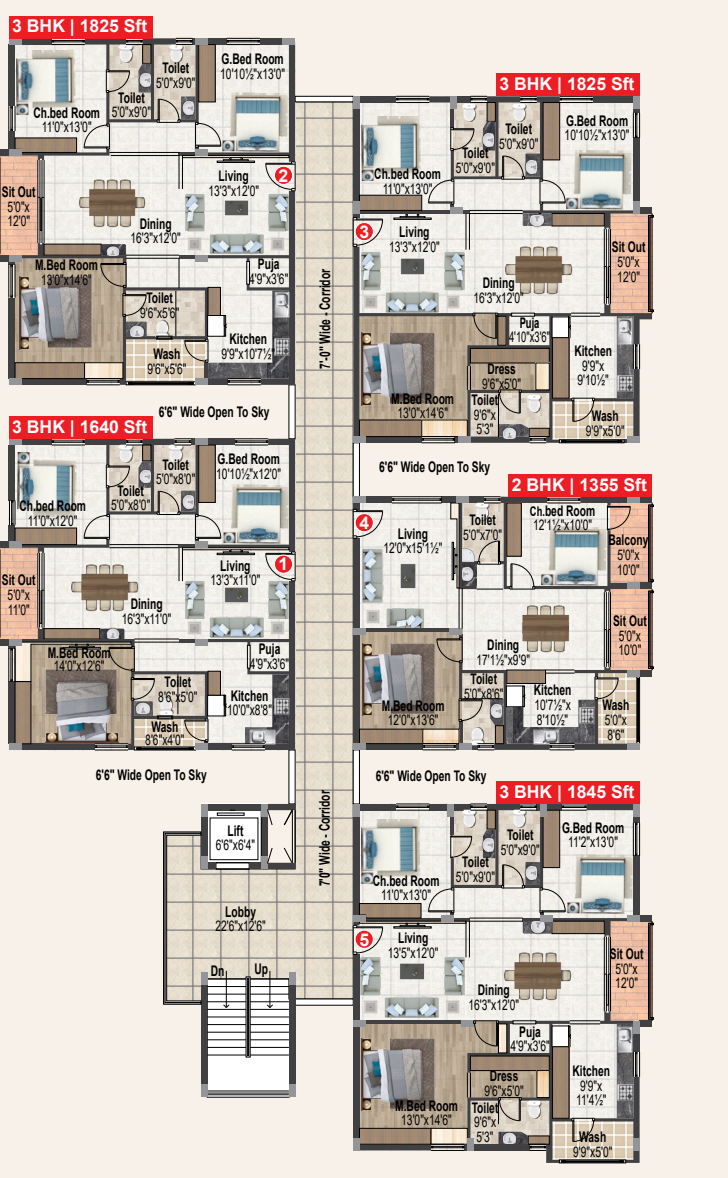 3 BHK | 1825 Sft
Ch.bed Room
11'0"x13'0"
Toilet
5'0"x9'0"
Toilet
5'0"x9'0"
G.Bed Room
10'10½"x13'0"
Sit Out
5'0"x
12'0"
Dining
16'3"x12'0"
Living
13'3"x12'0"
2
M.Bed Room
13'0"x14'6"
Toilet
9'6"x5'6"
Wash
9'6"x5'6"
Puja
4'9"x3'6"
Kitchen
9'9"x10'7½"
6'6" Wide Open To Sky
7'-0" Wide - Corridor
3 BHK | 1825 Sft
Ch.bed Room
11'0"x13'0"
Toilet
5'0"x9'0"
Toilet
5'0"x9'0"
G.Bed Room
10'10½"x13'0"
3
Living
13'3"x12'0"
Dining
16'3"x12'0"
Sit Out
5'0"x
12'0"
M.Bed Room
13'0"x14'6"
Puja
4'10"x3'6"
Dress
9'6"x5'0"
Toilet
9'6"x
5'3"
Kitchen
9'9"x
9'10½"
Wash
9'9"x5'0"
6'6" Wide Open To Sky
3 BHK | 1640 Sft
Ch.bed Room
11'0"x12'0"
Toilet
5'0"x8'0"
Toilet
5'0"x8'0"
G.Bed Room
10'10½"x12'0"
Sit Out
5'0"x
11'0"
Dining
16'3"x11'0"
Living
13'3"x11'0"
1
M.Bed Room
14'0"x12'6"
Toilet
8'6"x5'0"
Wash
8'6"x4'0"
Puja
4'9"x3'6"
Kitchen
10'0"x8'8"
6'6" Wide Open To Sky
2 BHK | 1355 Sft
4
Living
12'0"x15'1½"
Toilet
5'0"x7'0"
Ch.bed Room
12'1½"x10'0"
Balcony
5'0"x
10'0"
Dining
17'1½"x9'9"
Sit Out
5'0"x
10'0"
M.Bed Room
12'0"x13'6"
Toilet
5'0"x8'6"
Kitchen
10'7½"x
8'10½"
Wash
5'0"x
8'6"
6'6" Wide Open To Sky
7'0" Wide - Corridor
Lift
6'6"x6'4"
Lobby
22'6"x12'6"
Dn
Up
3 BHK | 1845 Sft
Ch.bed Room
11'0"x13'0"
Toilet
5'0"x9'0"
Toilet
5'0"x9'0"
G.Bed Room
11'2"x13'0"
5
Living
13'5"x12'0"
Dining
16'3"x12'0"
Sit Out
5'0"x
12'0"
M.Bed Room
13'0"x14'6"
Puja
4'9"x3'6"
Dress
9'6"x5'0"
Toilet
9'6"x
5'3"
Kitchen
9'9"x
11'4½"
Wash
9'9"x5'0"